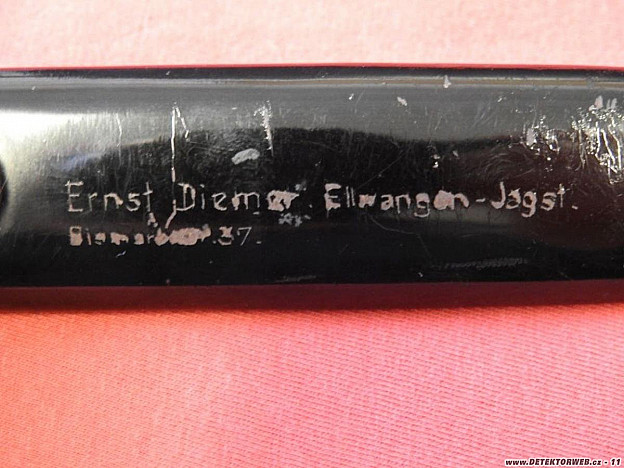 Ernst Diemer. Ellwangen-Jagst.
37.
www.DETEKTORWEB.cz - 11